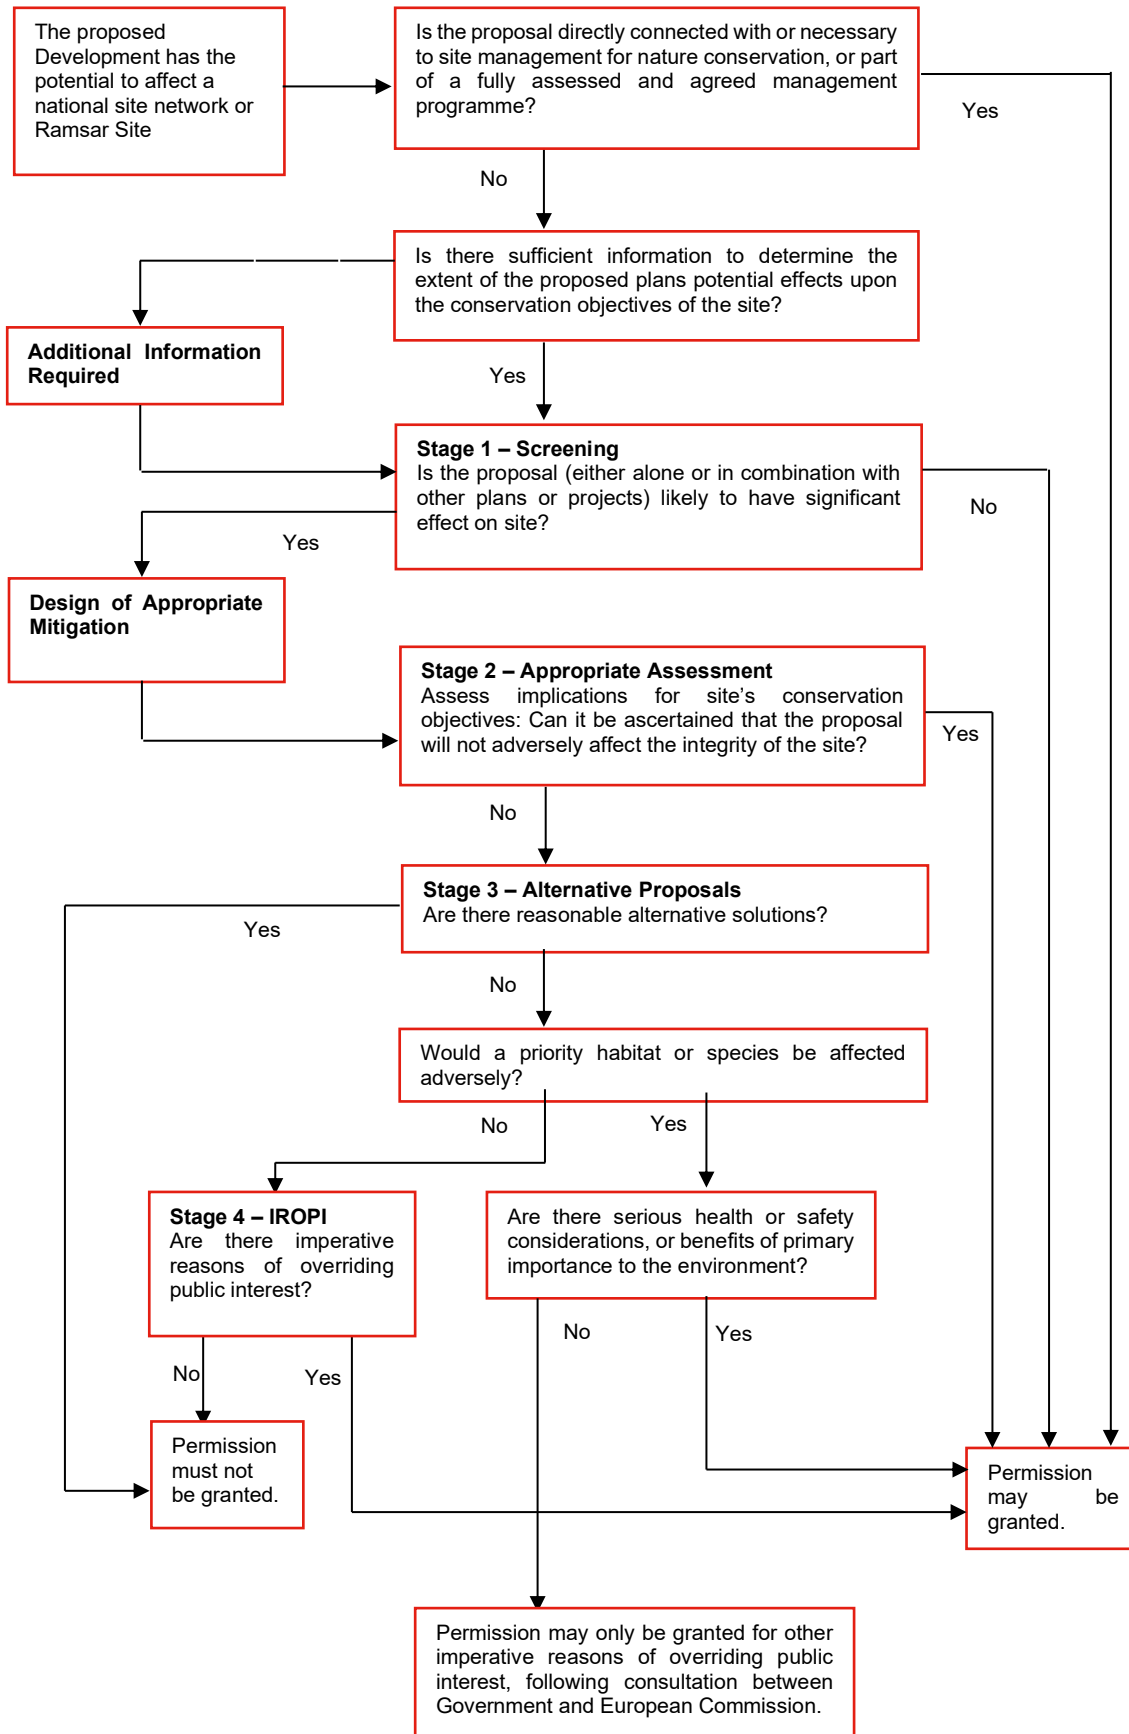 The proposed
Development has the
potential to affect a
national site network or
Ramsar Site
Is the proposal directly connected with or necessary
to site management for nature conservation, or part
of a fully assessed and agreed management
programme?
Yes
No
Is there sufficient information to determine the
extent of the proposed plans potential effects upon
the conservation objectives of the site?
Additional Information
Required
Yes
Stage 1 – Screening
Is the proposal (either alone or in combination with
other plans or projects) likely to have significant
effect on site?
No
Yes
Design of Appropriate
Mitigation
Stage 2 – Appropriate Assessment
Assess implications for site's conservation
objectives: Can it be ascertained that the proposal
will not adversely affect the integrity of the site?
Yes
No
Stage 3 – Alternative Proposals
Are there reasonable alternative solutions?
Yes
No
Would a priority habitat or species be affected
adversely?
No
Yes
Stage 4 – IROPI
Are there imperative
reasons of overriding
public interest?
Are there serious health or safety
considerations, or benefits of primary
importance to the environment?
No
Yes
No
Yes
Permission
must not
be granted.
Permission
may be
granted.
Permission may only be granted for other
imperative reasons of overriding public
interest, following consultation between
Government and European Commission.